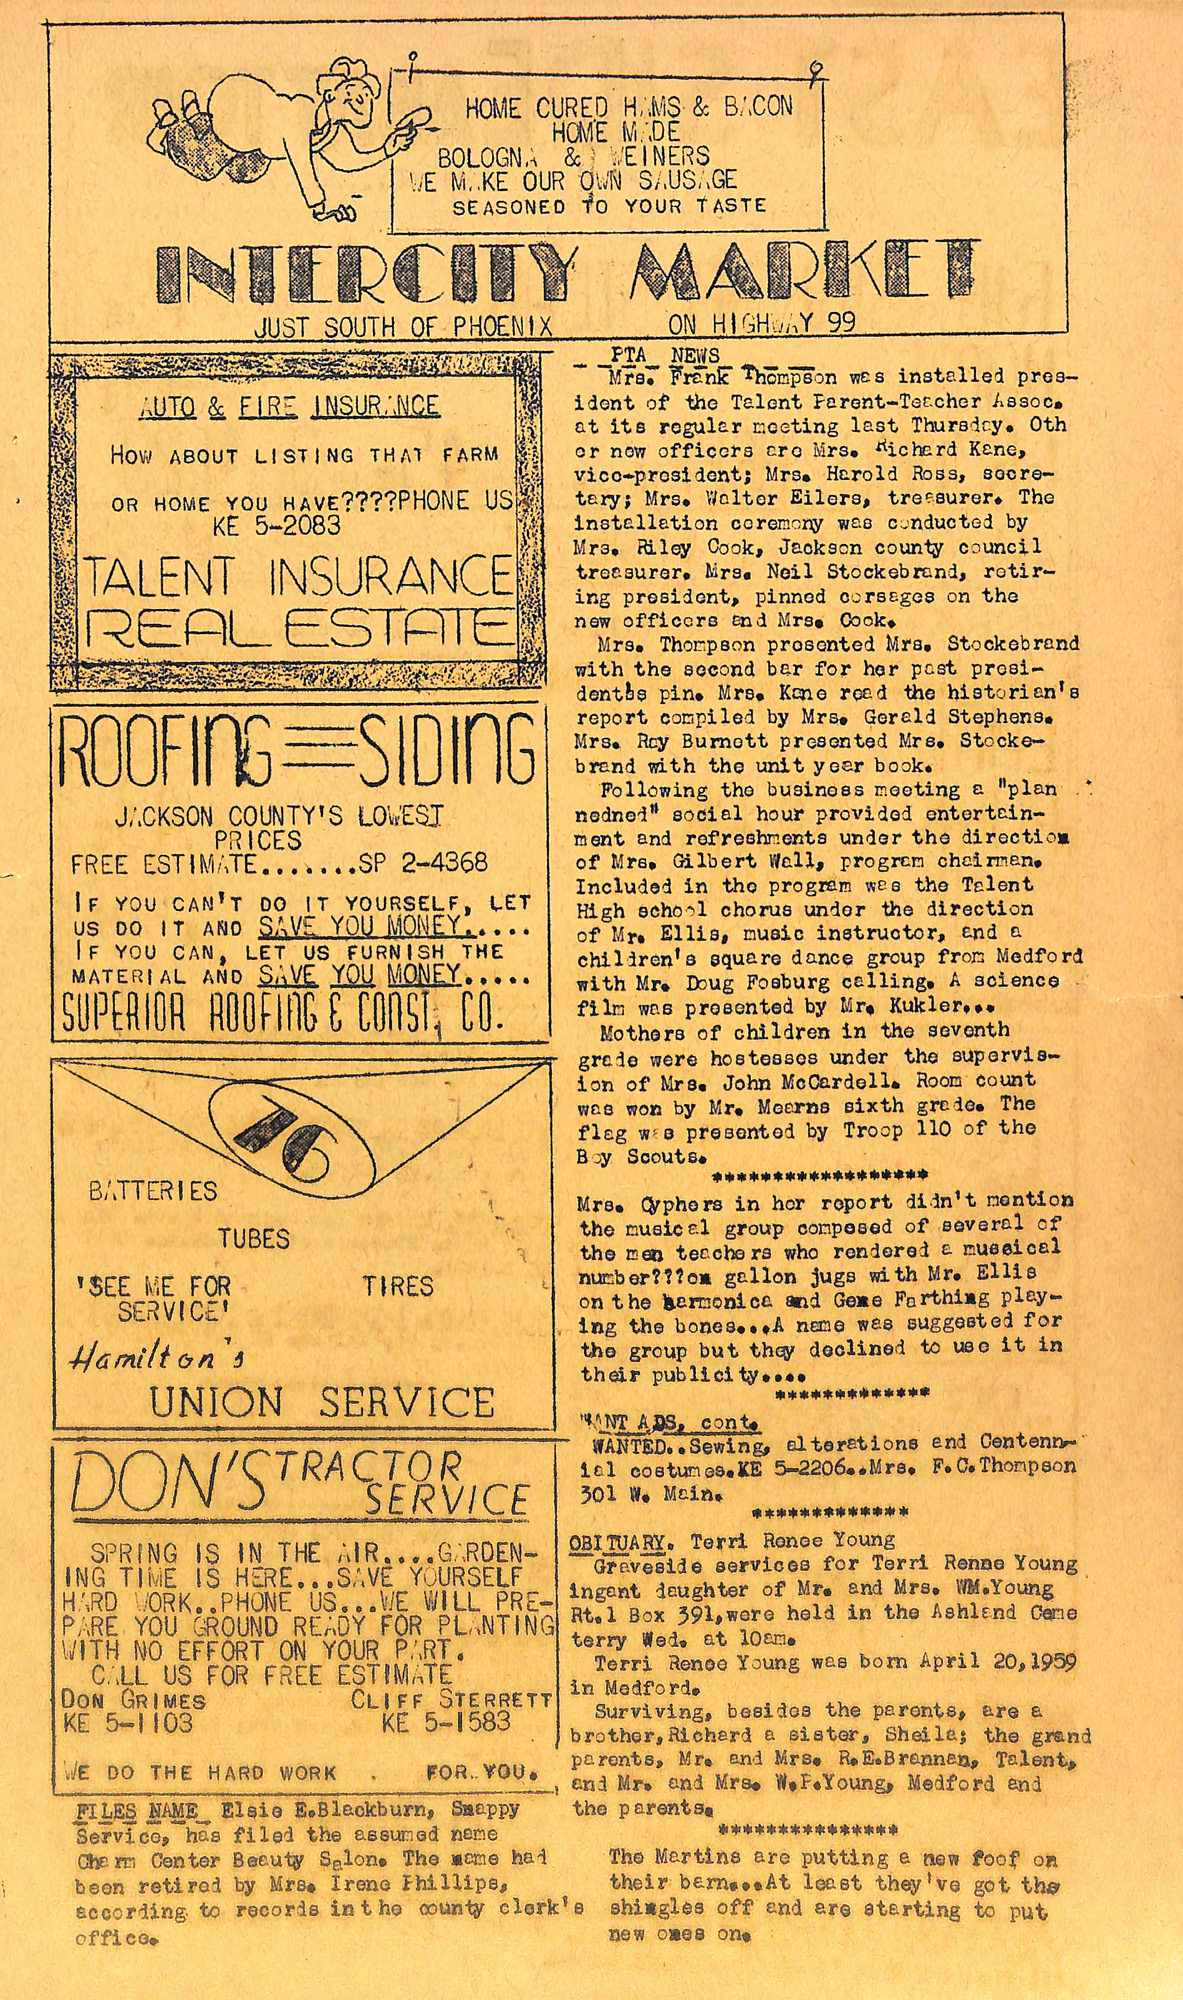 HOME CURED HAMS & BACON
HOME MADE
BOLOGNA & WEINERS
WE MAKE OUR OWN SAUSAGE
SEASONED TO YOUR TASTE
INTERCITY MARKET
JUST SOUTH OF PHOENIX ON HIGHWAY 99
AUTO & FIRE INSURANCE
HOW ABOUT LISTING THAT FARM
OR HOME YOU HAVE????PHONE US
KE 5-2083
TALENT INSURANCE
REAL ESTATE
ROOFING SIDING
JACKSON COUNTY'S LOWEST
PRICES
FREE ESTIMATE.......SP 2-4368
IF YOU CAN'T DO IT YOURSELF, LET
US DO IT AND SAVE YOU MONEY.....
IF YOU CAN, LET US FURNISH THE
MATERIAL AND SAVE YOU MONEY.....
SUPERIOR ROOFING & CONST. CO.
76
BATTERIES
TUBES
'SEE ME FOR TIRES
SERVICE'
Hamilton's
UNION SERVICE
DON'S TRACTOR
SERVICE
SPRING IS IN THE AIR....GARDEN-
ING TIME IS HERE...SAVE YOURSELF
HARD WORK..PHONE US...WE WILL PRE-
PARE YOU GROUND READY FOR PLANTING
WITH NO EFFORT ON YOUR PART.
CALL US FOR FREE ESTIMATE
DON GRIMES CLIFF STERRETT
KE 5-1103 KE 5-1583
WE DO THE HARD WORK . FOR..YOU.
FILES NAME Elsie E.Blackburn, Snappy
Service, has filed the assumed name
Charm Center Beauty Salon. The name had
been retired by Mrs. Irene Phillips,
according to records in the county clerk's
office.
PTA NEWS
Mrs. Frank Thompson was installed pres-
ident of the Talent Parent-Teacher Assoc.
at its regular meeting last Thursday. Oth
er new officers are Mrs. Richard Kane,
vice-president; Mrs. Harold Ross, secre-
tary; Mrs. Walter Eilers, treasurer. The
installation ceremony was conducted by
Mrs. Riley Cook, Jackson county council
treasurer. Mrs. Neil Stockebrand, retir-
ing president, pinned corsages on the
new officers and Mrs. Cook.
Mrs. Thompson presented Mrs. Stockebrand
with the second bar for her past presi-
dent's pin. Mrs. Kane read the historian's
report compiled by Mrs. Gerald Stephens.
Mrs. Ray Burnett presented Mrs. Stocke-
brand with the unit year book.
Following the business meeting a "plan
nedned" social hour provided entertain-
ment and refreshments under the direction
of Mrs. Gilbert Wall, program chairman.
Included in the program was the Talent
High school chorus under the direction
of Mr. Ellis, music instructor, and a
children's square dance group from Medford
with Mr. Doug Fosburg calling. A science
film was presented by Mr. Kukler...
Mothers of children in the seventh
grade were hostesses under the supervis-
ion of Mrs. John McCardell. Room count
was won by Mr. Mearns sixth grade. The
flag was presented by Troop 110 of the
Boy Scouts.
******************
Mrs. Cyphers in her report didn't mention
the musical group composed of several of
the men teachers who rendered a museical
number???on gallon jugs with Mr. Ellis
on the harmonica and Gene Farthing play-
ing the bones...A name was suggested for
the group but they declined to use it in
their publicity....
*************
WANT ADS, cont.
WANTED..Sewing, alterations and Centenn-
ial costumes.KE 5-2206..Mrs. F.C.Thompson
301 W. Main.
*************
OBITUARY. Terri Renee Young
Graveside services for Terri Renne Young
ingant daughter of Mr. and Mrs. WM.Young
Rt.1 Box 391,were held in the Ashland Ceme
terry Wed. at 10am.
Terri Renee Young was born April 20,1959
in Medford.
Surviving, besides the parents, are a
brother,Richard a sister, Sheila; the grand
parents, Mr. and Mrs. R.E.Brannan, Talent,
and Mr. and Mrs. W.P.Young, Medford and
the parents.
***************
The Martins are putting a new foof on
their barn...At least they've got the
shingles off and are starting to put
new ones on.